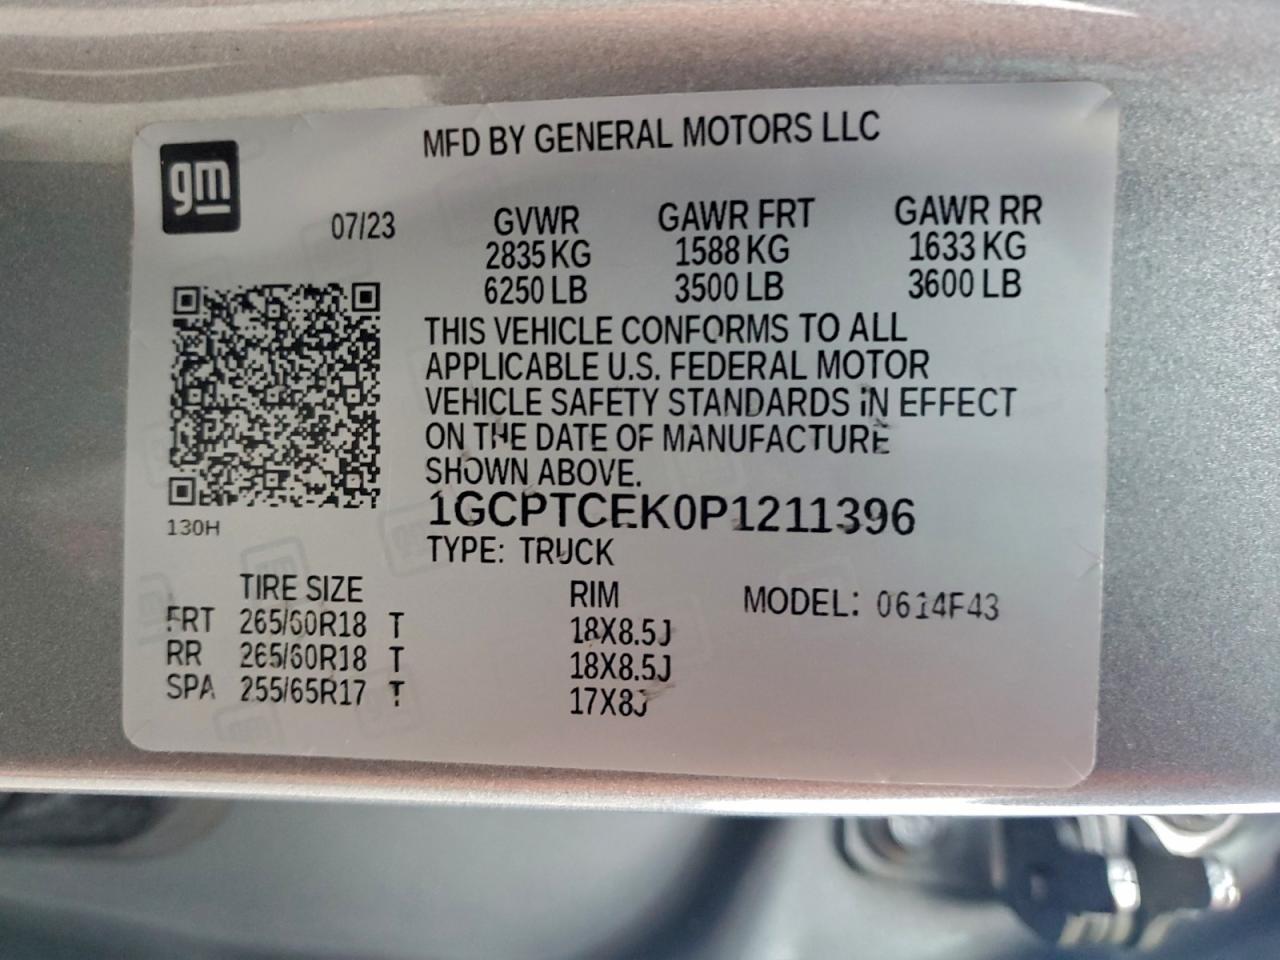 MFD BY GENERAL MOTORS LLC
gm
07/23 GVWR GAWR FRT GAWR RR
2835 KG 1588 KG 1633 KG
6250 LB 3500 LB 3600 LB
THIS VEHICLE CONFORMS TO ALL
APPLICABLE U.S. FEDERAL MOTOR
VEHICLE SAFETY STANDARDS IN EFFECT
ON THE DATE OF MANUFACTURE
SHOWN ABOVE.
1GCPTCEK0P1211396
130H
TYPE: TRUCK
TIRE SIZE RIM MODEL: 0614F43
FRT 265/60R18 T 18X8.5J
RR 265/60R18 T 18X8.5J
SPA 255/65R17 T 17X8J